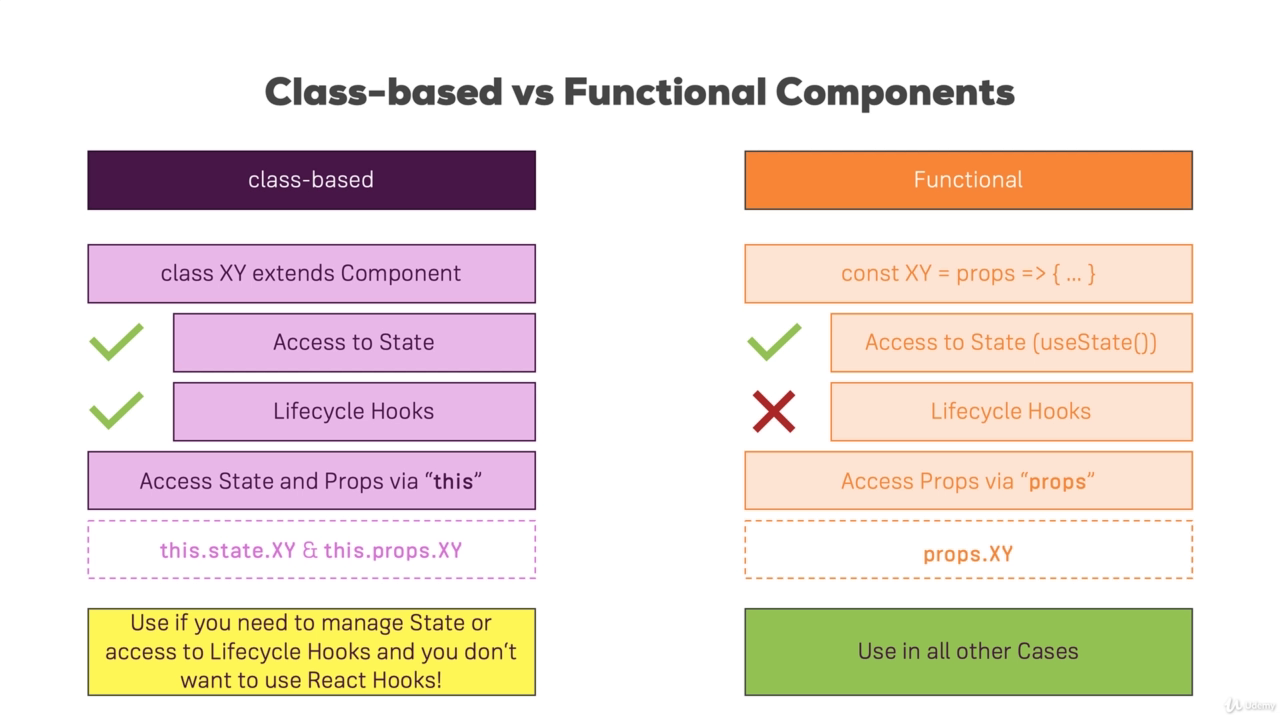 Class-based vs Functional Components
class-based
class XY extends Component
Access to State
Lifecycle Hooks
Access State and Props via “this”
this.state.XY & this.props.XY
Use if you need to manage State or
access to Lifecycle Hooks and you don‘t
want to use React Hooks!
Functional
const XY = props => { … }
Access to State (useState())
Lifecycle Hooks
Access Props via “props”
props.XY
Use in all other Cases
Udemy